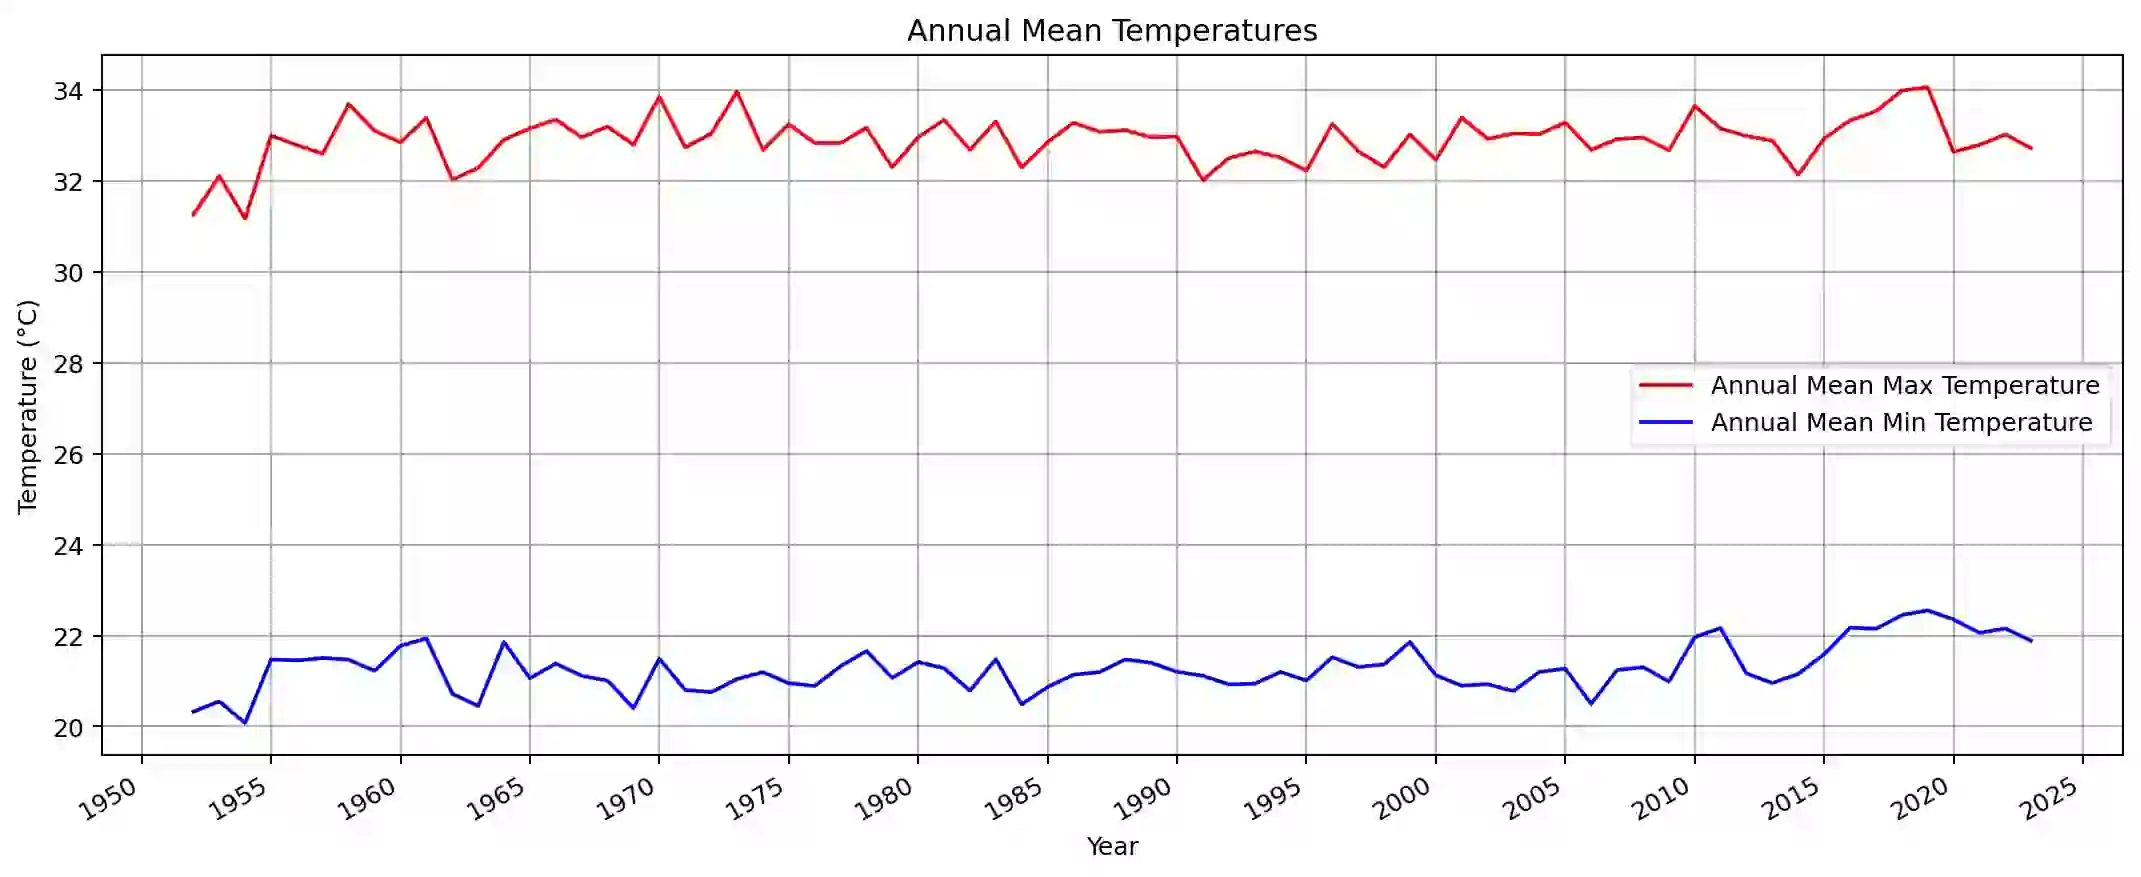 Annual Mean Temperatures
34
32
30
28
26
24
22
20
Temperature (°C)
Annual Mean Max Temperature
Annual Mean Min Temperature
1950 1955 1960 1965 1970 1975 1980 1985 1990 1995 2000 2005 2010 2015 2020 2025
Year